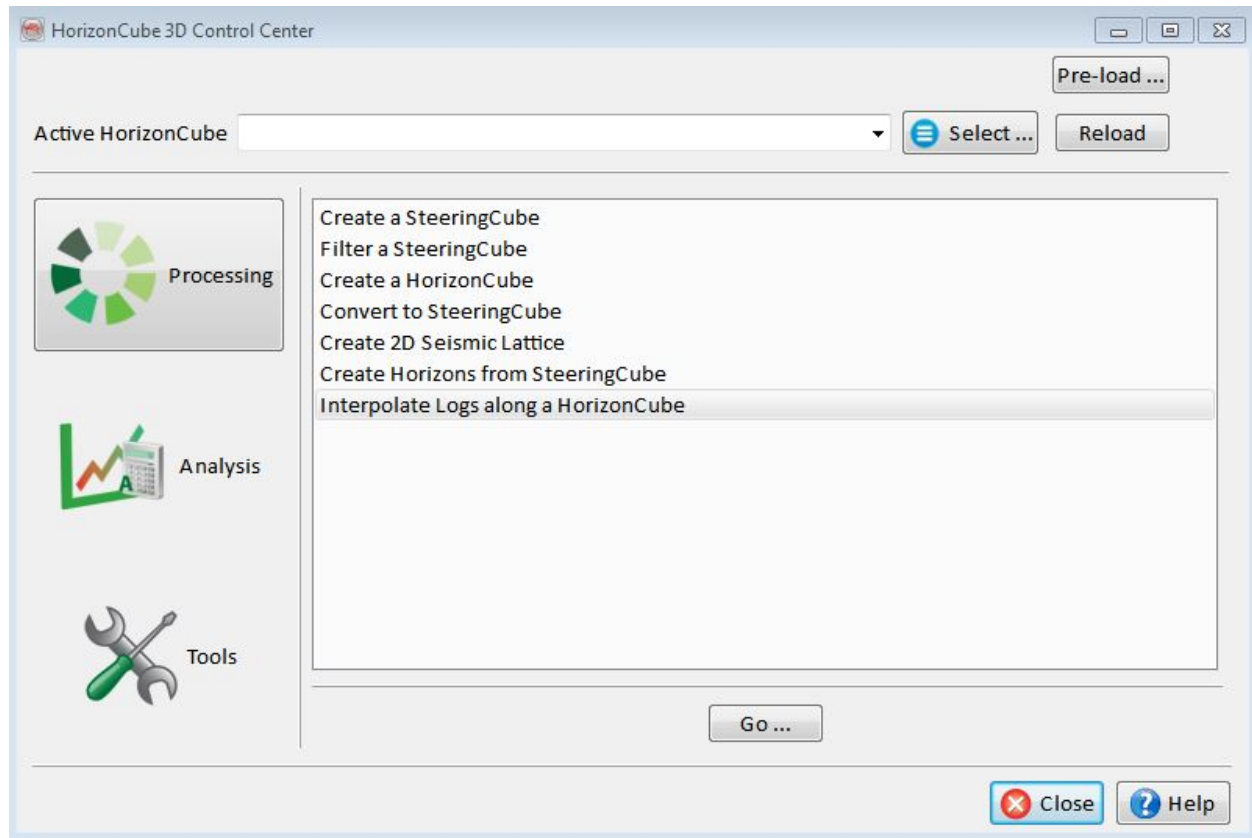 HorizonCube 3D Control Center
Pre-load ...
Active HorizonCube
Select ...
Reload
Processing
Analysis
Tools
Create a SteeringCube
Filter a SteeringCube
Create a HorizonCube
Convert to SteeringCube
Create 2D Seismic Lattice
Create Horizons from SteeringCube
Interpolate Logs along a HorizonCube
Go ...
Close
Help